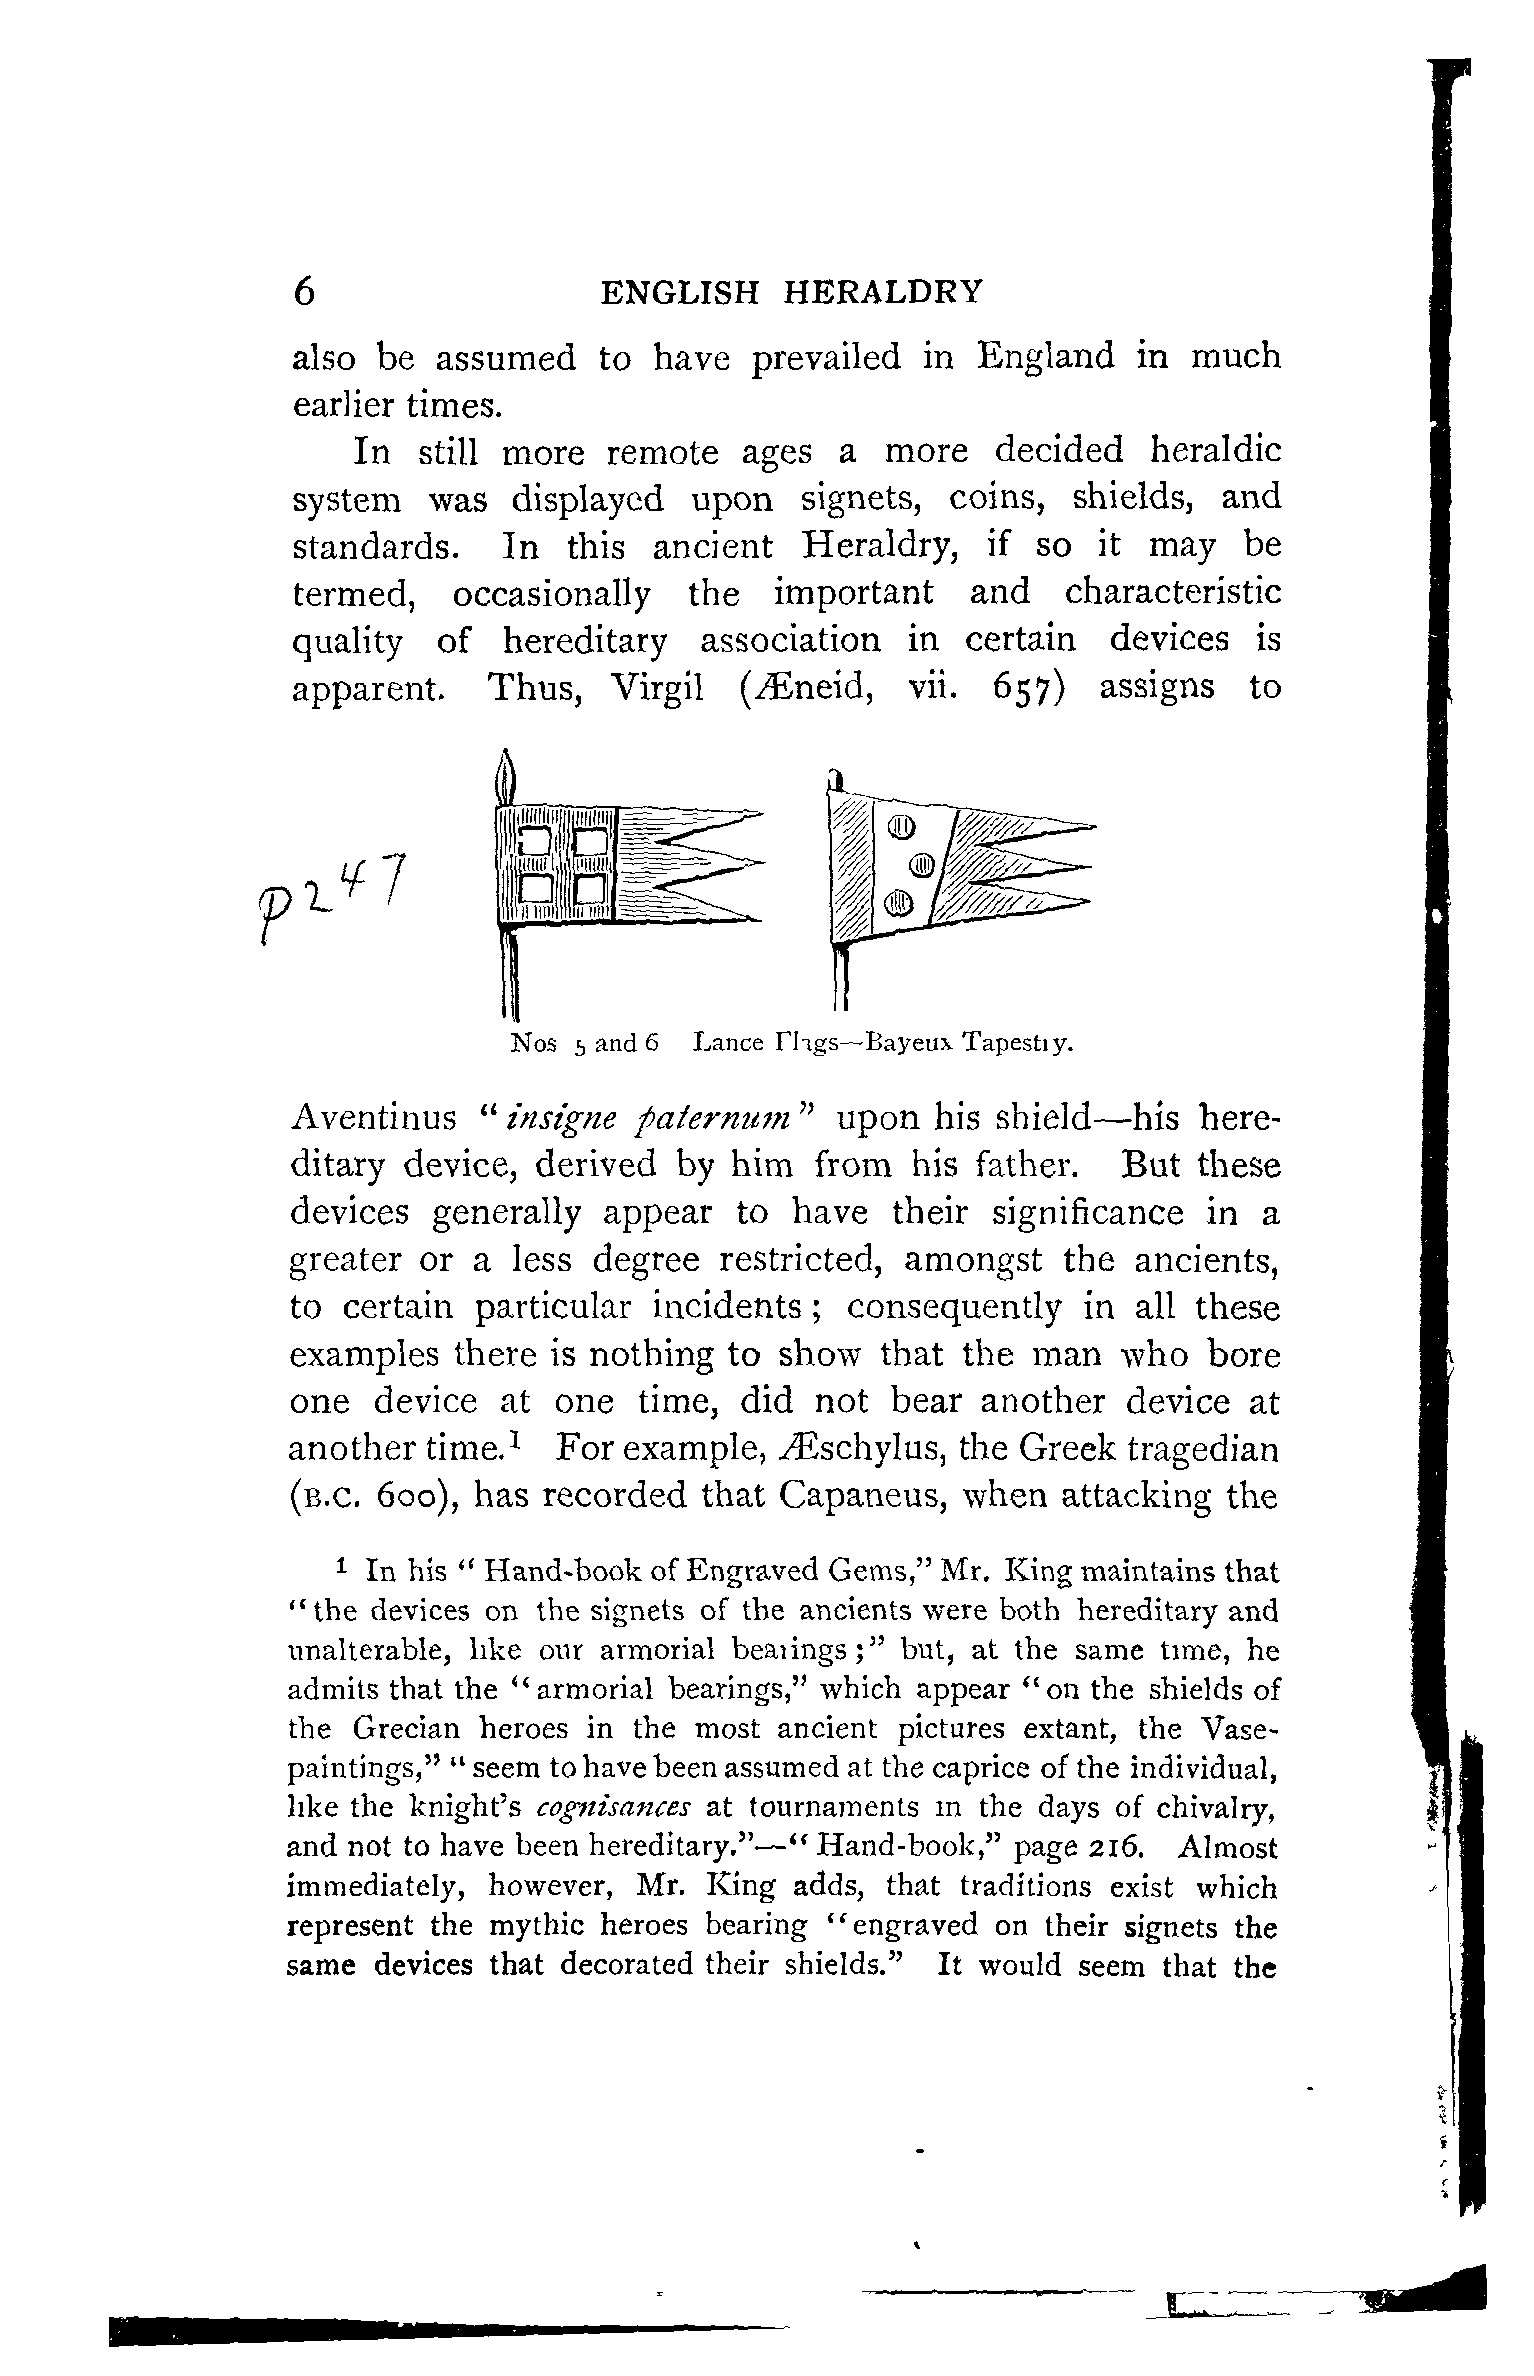 6 ENGLISH HERALDRY
also be assumed to have prevailed in England in much
earlier times.
In still more remote ages a more decided heraldic
system was displayed upon signets, coins, shields, and
standards. In this ancient Heraldry, if so it may be
termed, occasionally the important and characteristic
quality of hereditary association in certain devices is
apparent. Thus, Virgil (Æneid, vii. 657) assigns to
p247
Nos 5 and 6 Lance Flags—Bayeux Tapestry.
Aventinus “insigne paternum” upon his shield—his here-
ditary device, derived by him from his father. But these
devices generally appear to have their significance in a
greater or a less degree restricted, amongst the ancients,
to certain particular incidents; consequently in all these
examples there is nothing to show that the man who bore
one device at one time, did not bear another device at
another time.¹ For example, Æschylus, the Greek tragedian
(B.C. 600), has recorded that Capaneus, when attacking the
¹ In his “Hand-book of Engraved Gems,” Mr. King maintains that
“the devices on the signets of the ancients were both hereditary and
unalterable, like our armorial bearings;” but, at the same time, he
admits that the “armorial bearings,” which appear “on the shields of
the Grecian heroes in the most ancient pictures extant, the Vase-
paintings,” “seem to have been assumed at the caprice of the individual,
like the knight’s cognisances at tournaments in the days of chivalry,
and not to have been hereditary.”—“Hand-book,” page 216. Almost
immediately, however, Mr. King adds, that traditions exist which
represent the mythic heroes bearing “engraved on their signets the
same devices that decorated their shields.” It would seem that the